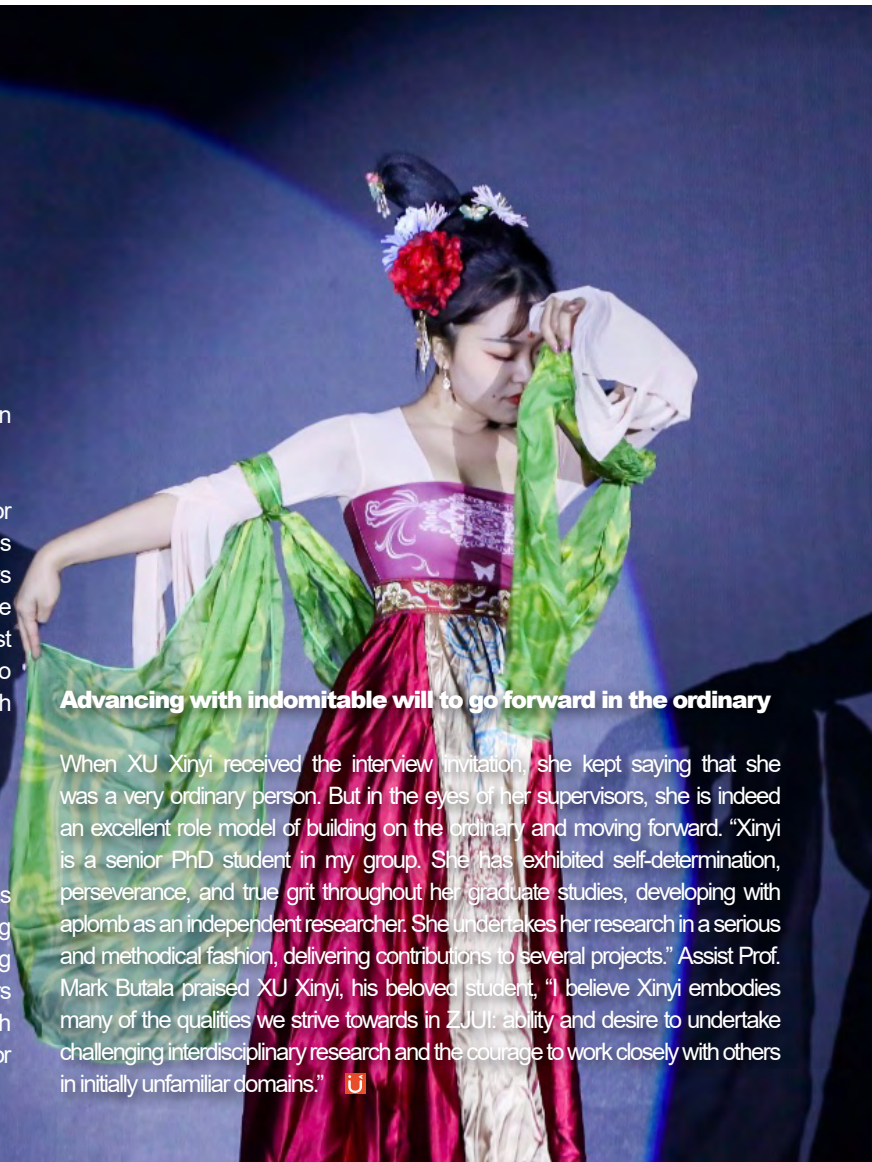 n
or
s
rs
e
st
o
h
Advancing with indomitable will to go forward in the ordinary
When XU Xinyi received the interview invitation, she kept saying that she
was a very ordinary person. But in the eyes of her supervisors, she is indeed
an excellent role model of building on the ordinary and moving forward. “Xinyi
is a senior PhD student in my group. She has exhibited self-determination,
perseverance, and true grit throughout her graduate studies, developing with
aplomb as an independent researcher. She undertakes her research in a serious
and methodical fashion, delivering contributions to several projects.” Assist Prof.
Mark Butala praised XU Xinyi, his beloved student, “I believe Xinyi embodies
many of the qualities we strive towards in ZJUI: ability and desire to undertake
challenging interdisciplinary research and the courage to work closely with others
in initially unfamiliar domains.”
s
g
g
rs
h
or